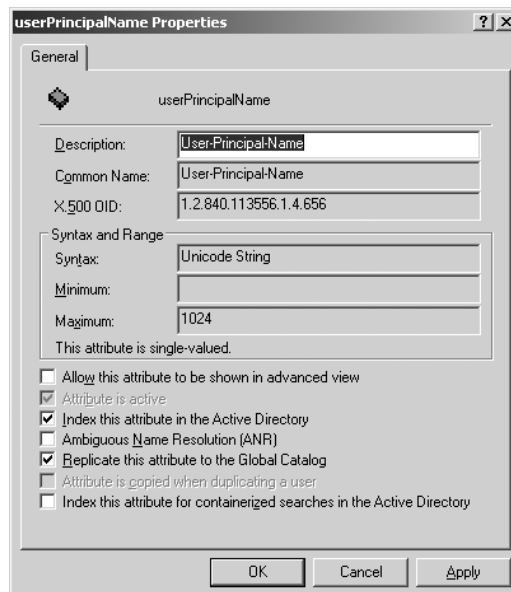 userPrincipalName Properties
General
userPrincipalName
Description: User-Principal-Name
Common Name: User-Principal-Name
X.500 OID: 1.2.840.113556.1.4.656
Syntax and Range
Syntax: Unicode String
Minimum:
Maximum: 1024
This attribute is single-valued.
Allow this attribute to be shown in advanced view
Attribute is active
Index this attribute in the Active Directory
Ambiguous Name Resolution (ANR)
Replicate this attribute to the Global Catalog
Attribute is copied when duplicating a user
Index this attribute for containerized searches in the Active Directory
OK Cancel Apply